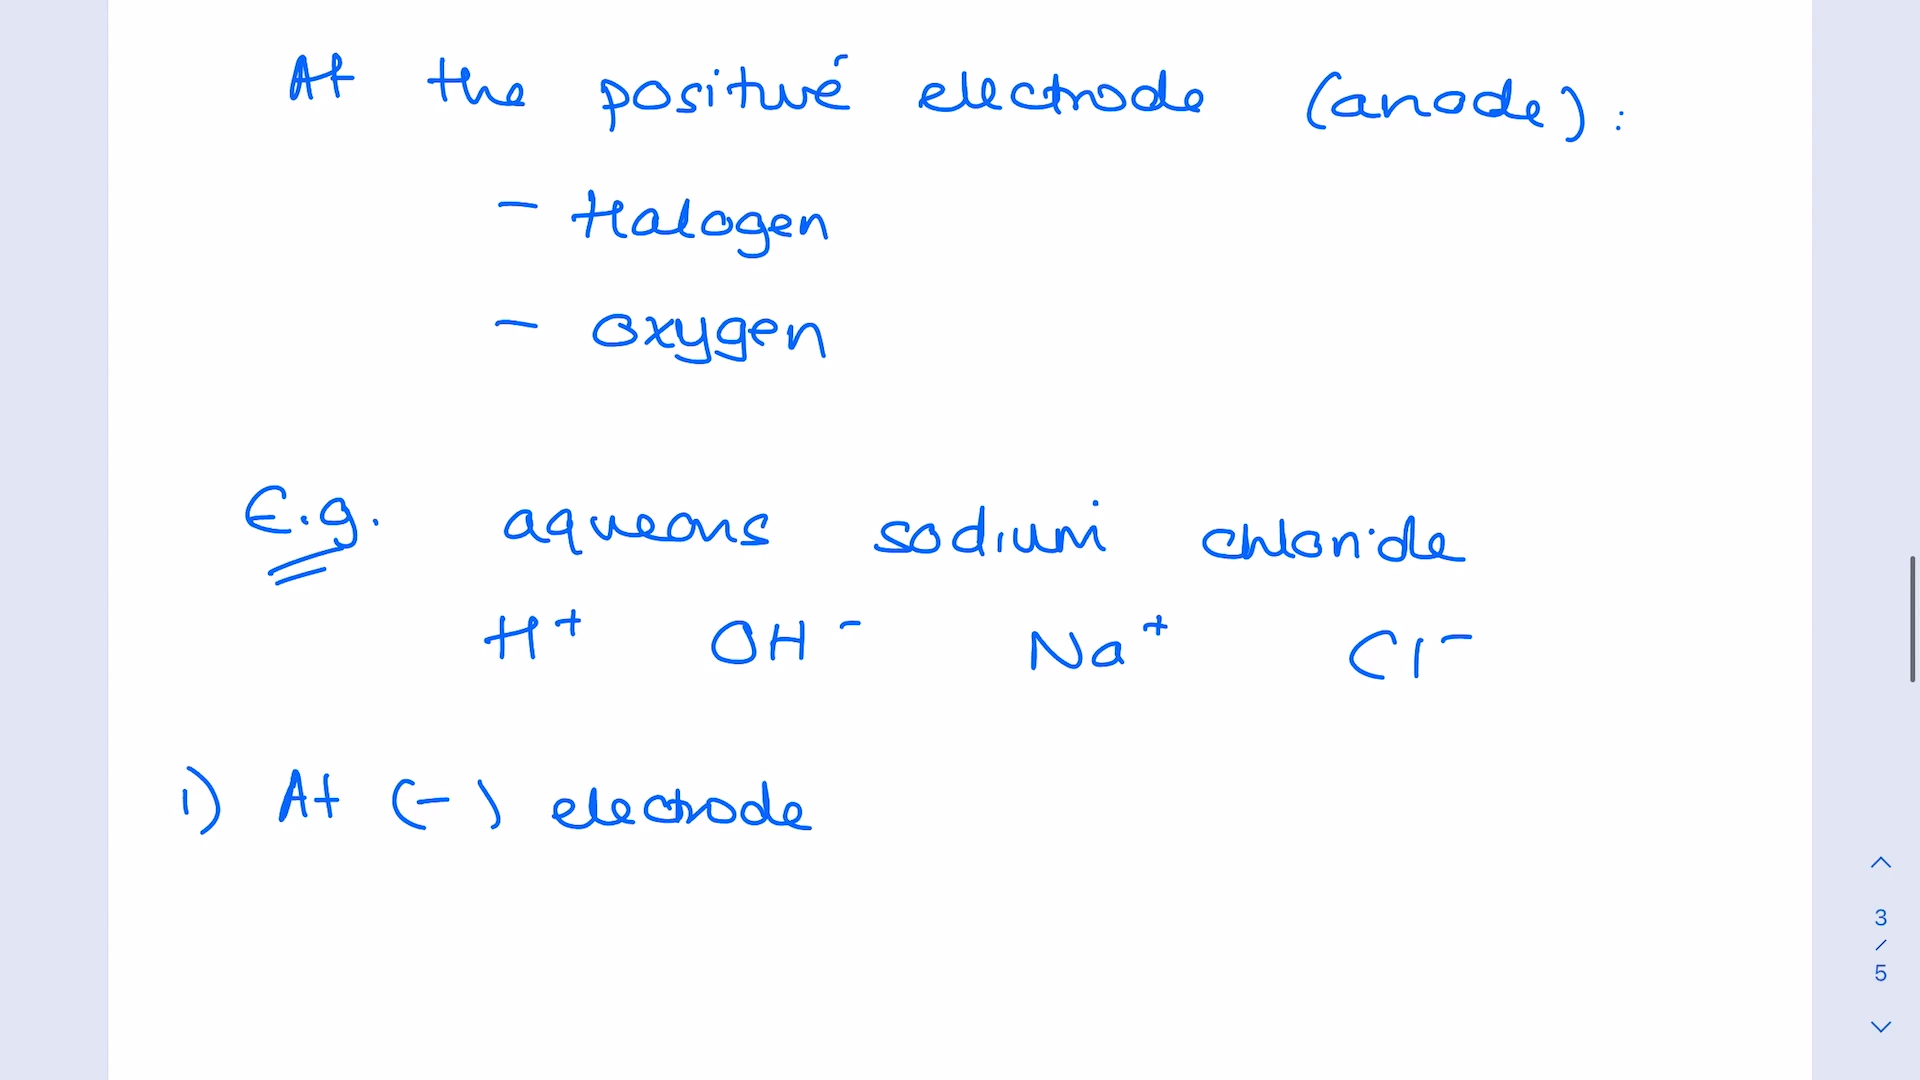 At the positive electrode (anode):
- Halogen
- oxygen
E.g. aqueous sodium chloride
H⁺ OH⁻ Na⁺ Cl⁻
1) At (-) electrode
3
/
5